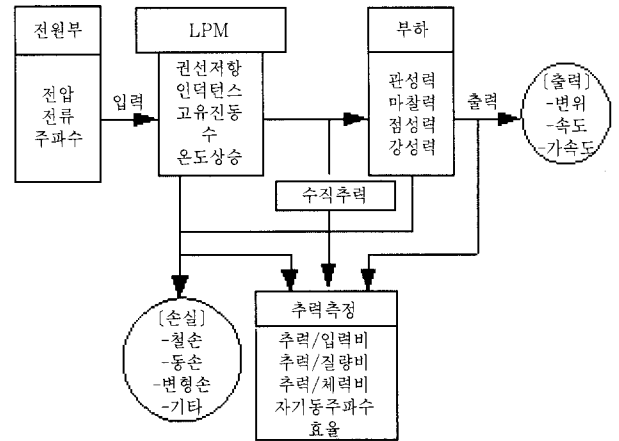 전원부
전압
전류
주파수
입력
LPM
권선저항
인덕턴스
고유진동
수
온도상승
부하
관성력
마찰력
점성력
강성력
출력
[출력]
-변위
-속도
-가속도
수직추력
[손실]
-철손
-동손
-변형손
-기타
추력측정
추력/입력비
추력/질량비
추력/체력비
자기동주파수
효율